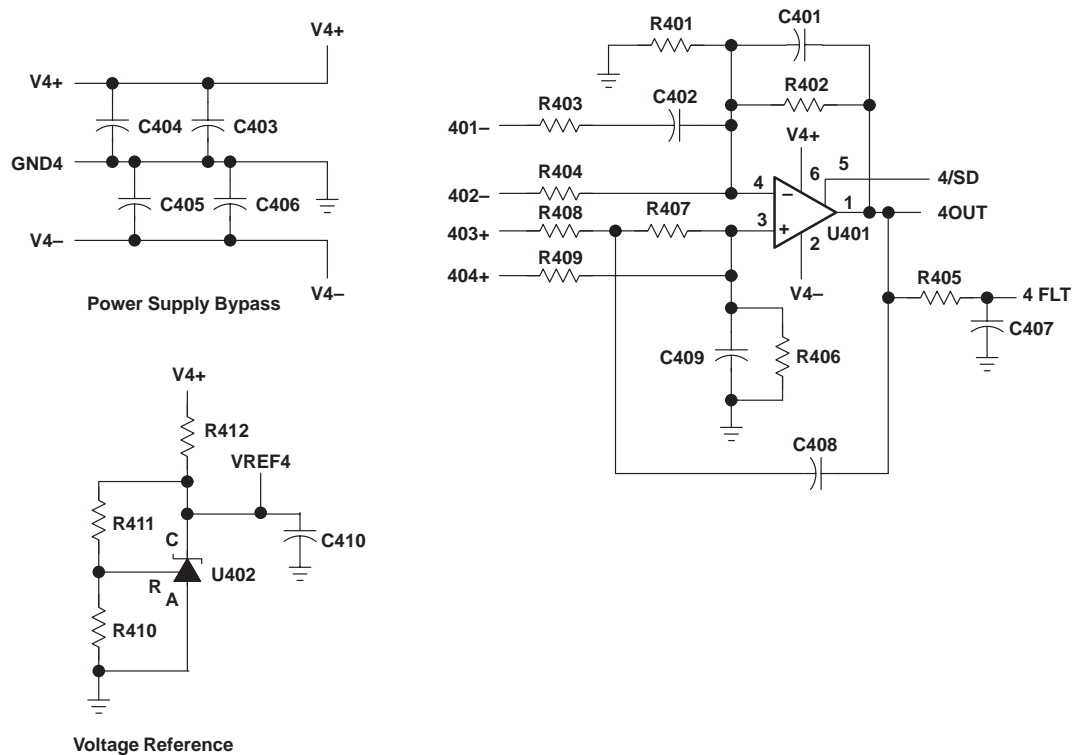 V4+
V4+
C404
C403
GND4
C405
C406
V4–
V4–
Power Supply Bypass
V4+
R412
VREF4
R411
C
C410
U402
R
A
R410
Voltage Reference
C401
R401
R402
R403
C402
401–
V4+
R404
6
5
4/SD
402–
4
–
1
4OUT
R408
R407
3
+
U401
403+
2
R409
404+
V4–
R405
4 FLT
C407
C409
R406
C408